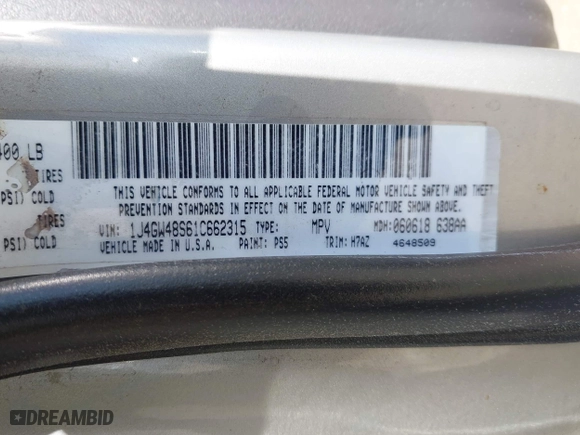 400 LB
TIRES
PSI) COLD
TIRES
PSI) COLD
THIS VEHICLE CONFORMS TO ALL APPLICABLE FEDERAL MOTOR VEHICLE SAFETY AND THEFT
PREVENTION STANDARDS IN EFFECT ON THE DATE OF MANUFACTURE SHOWN ABOVE.
VIN: 1J4GW48S61C662315 TYPE: MPV MDH: 060618 638AA
VEHICLE MADE IN U.S.A. PAINT: PS5 TRIM: H7AZ 4648509
DREAMBID